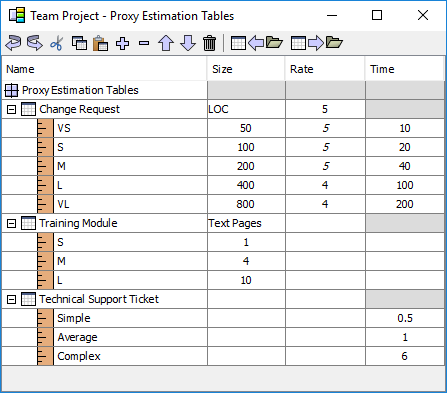 Team Project - Proxy Estimation Tables
Name Size Rate Time
Proxy Estimation Tables
Change Request LOC 5
VS 50 5 10
S 100 5 20
M 200 5 40
L 400 4 100
VL 800 4 200
Training Module Text Pages
S 1
M 4
L 10
Technical Support Ticket
Simple 0.5
Average 1
Complex 6